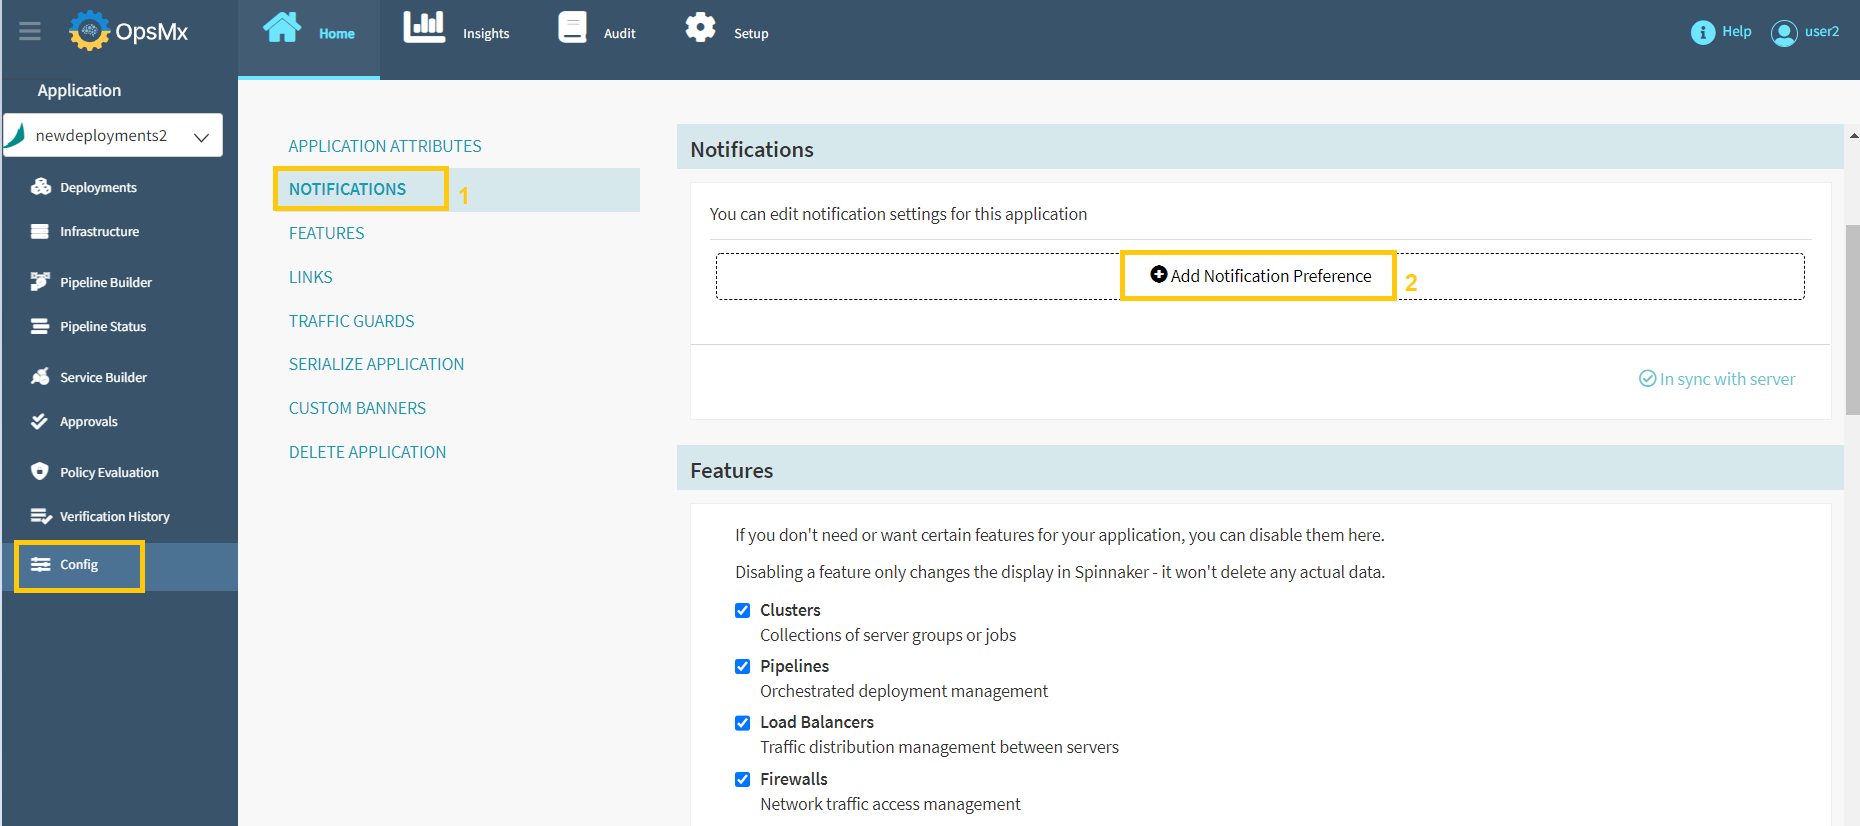 OpsMx
Home
Insights
Audit
Setup
Help
user2
Application
newdeployments2
Deployments
Infrastructure
Pipeline Builder
Pipeline Status
Service Builder
Approvals
Policy Evaluation
Verification History
Config
APPLICATION ATTRIBUTES
NOTIFICATIONS 1
FEATURES
LINKS
TRAFFIC GUARDS
SERIALIZE APPLICATION
CUSTOM BANNERS
DELETE APPLICATION
Notifications
You can edit notification settings for this application
Add Notification Preference 2
In sync with server
Features
If you don't need or want certain features for your application, you can disable them here.
Disabling a feature only changes the display in Spinnaker - it won't delete any actual data.
Clusters
Collections of server groups or jobs
Pipelines
Orchestrated deployment management
Load Balancers
Traffic distribution management between servers
Firewalls
Network traffic access management